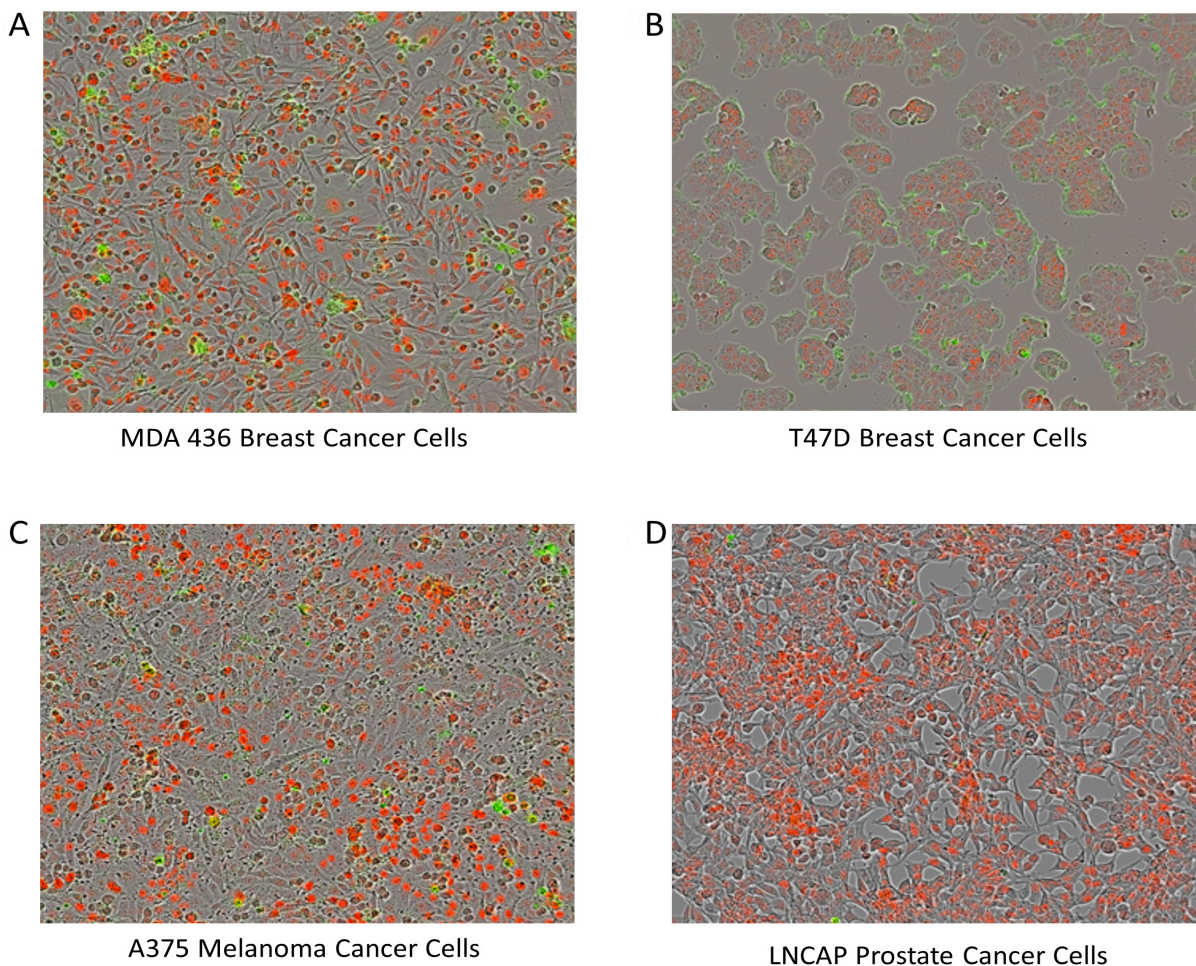 A
B
MDA 436 Breast Cancer Cells
T47D Breast Cancer Cells
C
D
A375 Melanoma Cancer Cells
LNCAP Prostate Cancer Cells